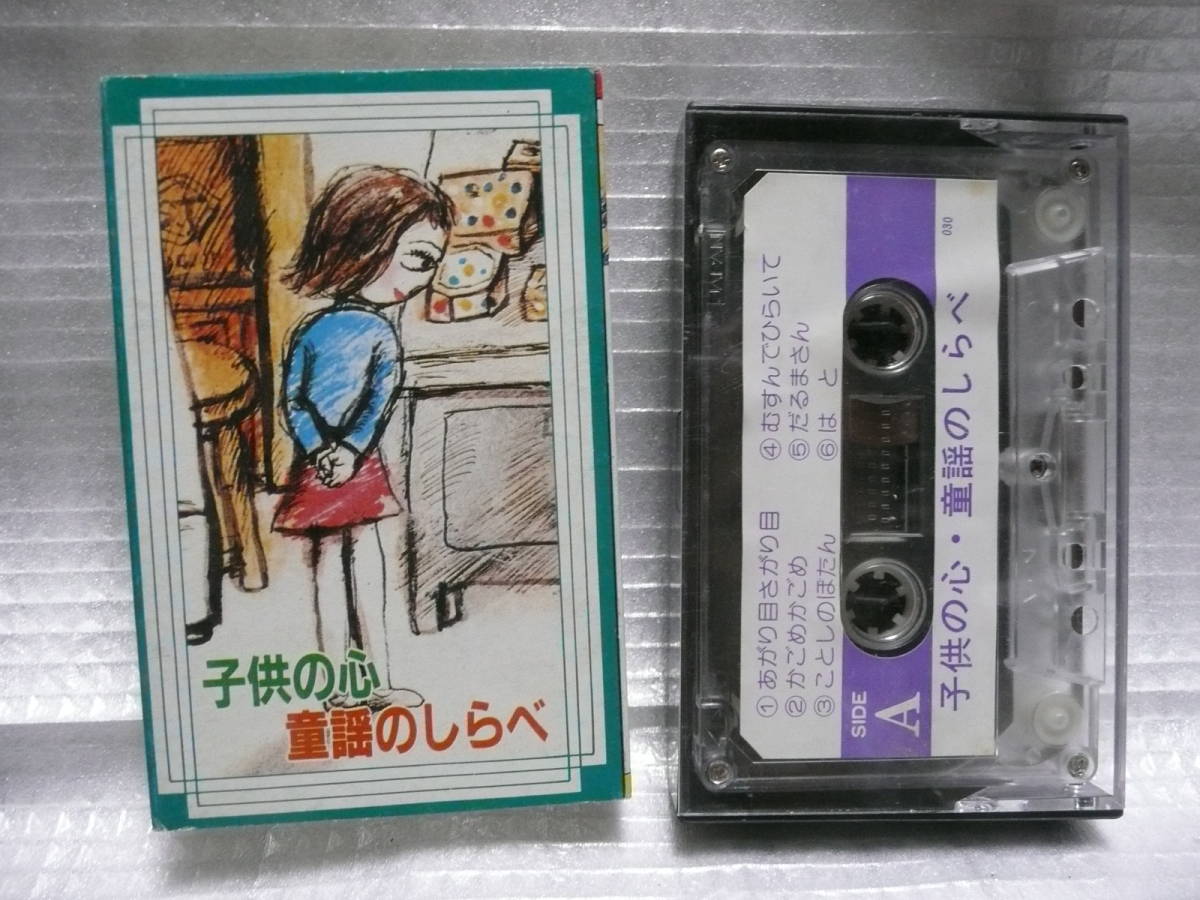 子供の心
童謡のしらべ
①あがり目さがり目
②かごめかごめ
③ことしのぼたん
④むすんでひらいて
⑤だるまさん
⑥はと
SIDE
A
子供の心・童謡のしらべ
030